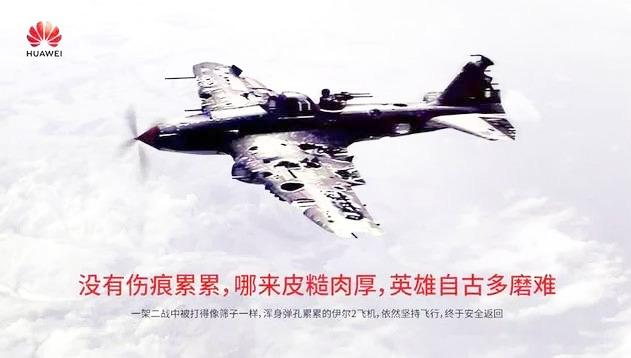 HUAWEI
没有伤痕累累，哪来皮糙肉厚，英雄自古多磨难
一架二战中被打得像筛子一样，浑身弹孔累累的伊尔2飞机，依然坚持飞行，终于安全返回